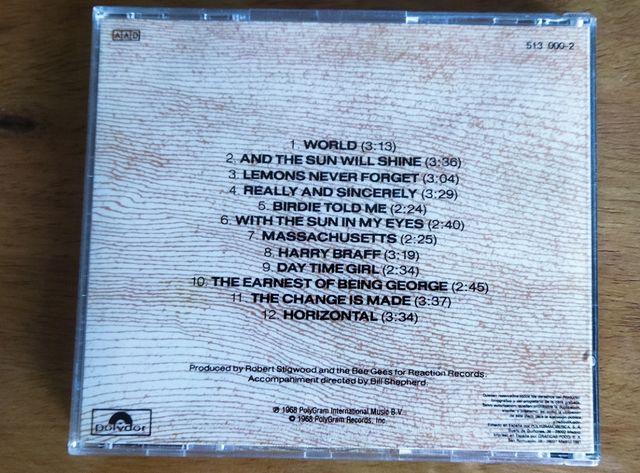 AAD
513 000-2
1. WORLD (3:13)
2. AND THE SUN WILL SHINE (3:36)
3. LEMONS NEVER FORGET (3:04)
4. REALLY AND SINCERELY (3:29)
5. BIRDIE TOLD ME (2:24)
6. WITH THE SUN IN MY EYES (2:40)
7. MASSACHUSETTS (2:25)
8. HARRY BRAFF (3:19)
9. DAY TIME GIRL (2:34)
10. THE EARNEST OF BEING GEORGE (2:45)
11. THE CHANGE IS MADE (3:37)
12. HORIZONTAL (3:34)
Produced by Robert Stigwood and the Bee Gees for Reaction Records.
Accompaniment directed by Bill Shepherd.
℗ 1968 PolyGram International Music B.V.
© 1968 PolyGram Records, Inc.
polydor